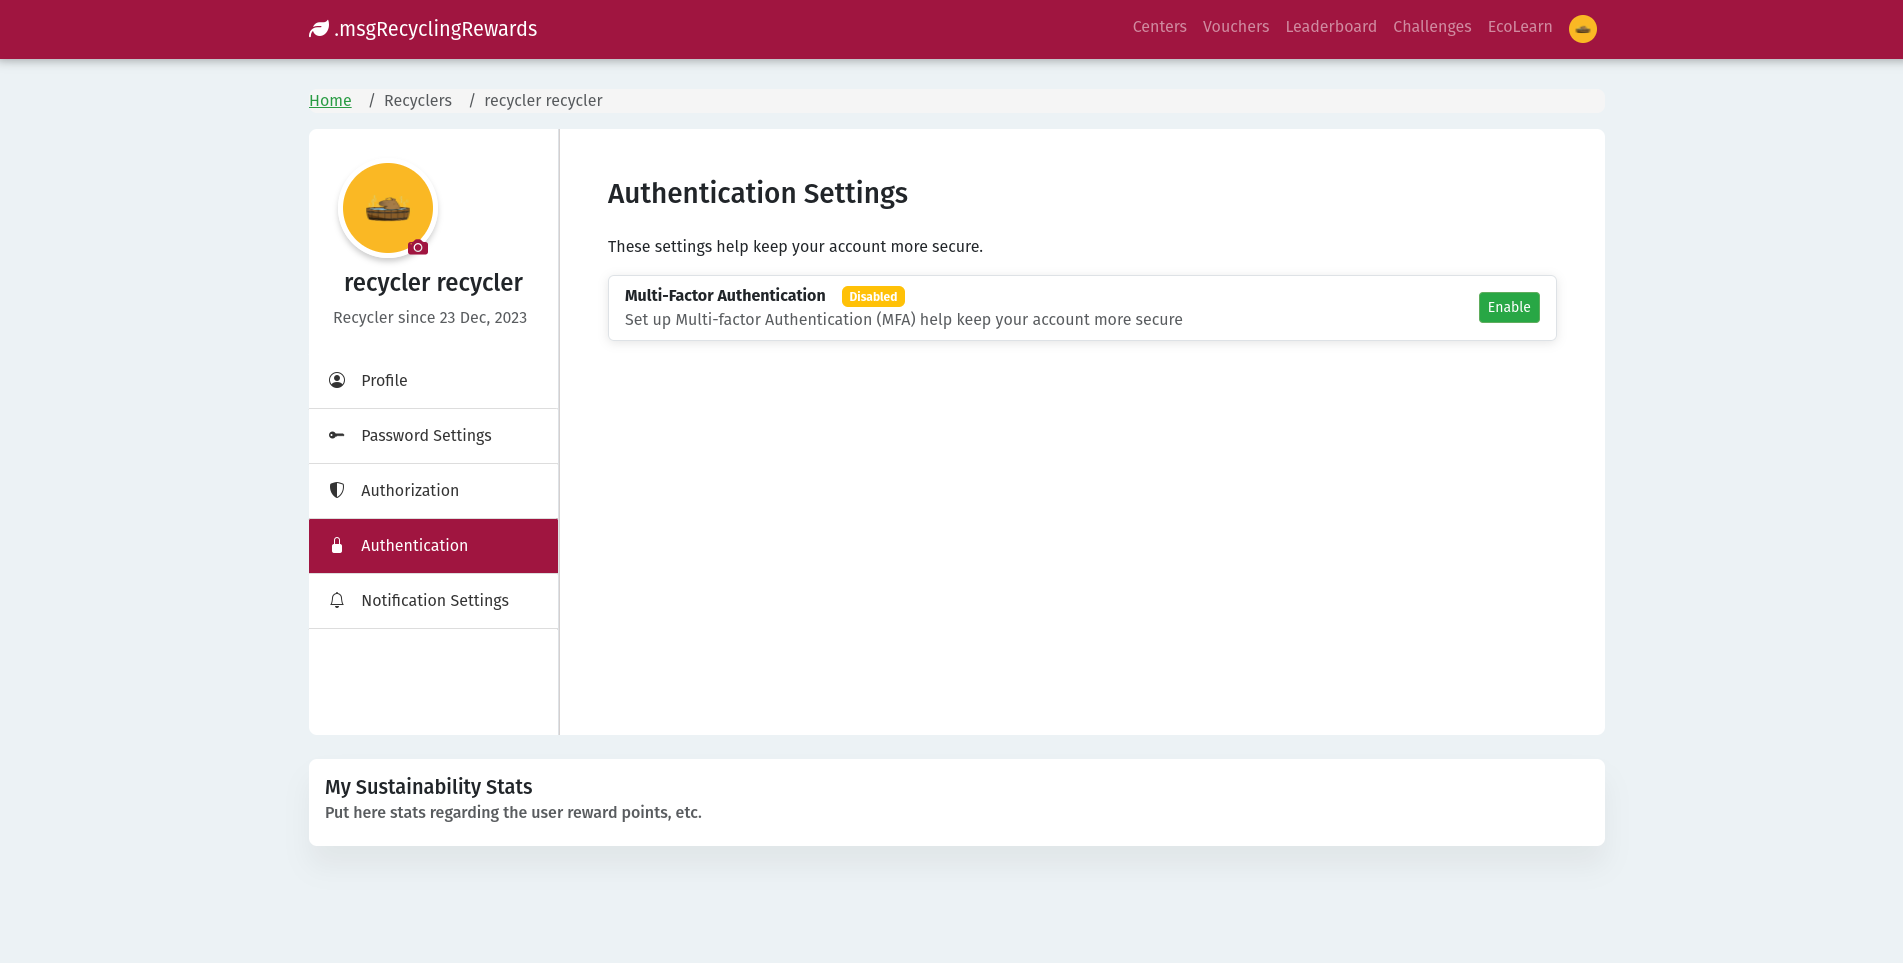 .msgRecyclingRewards
Centers Vouchers Leaderboard Challenges EcoLearn
Home / Recyclers / recycler recycler
recycler recycler
Recycler since 23 Dec, 2023
Profile
Password Settings
Authorization
Authentication
Notification Settings
Authentication Settings
These settings help keep your account more secure.
Multi-Factor Authentication Disabled
Set up Multi-factor Authentication (MFA) help keep your account more secure
Enable
My Sustainability Stats
Put here stats regarding the user reward points, etc.